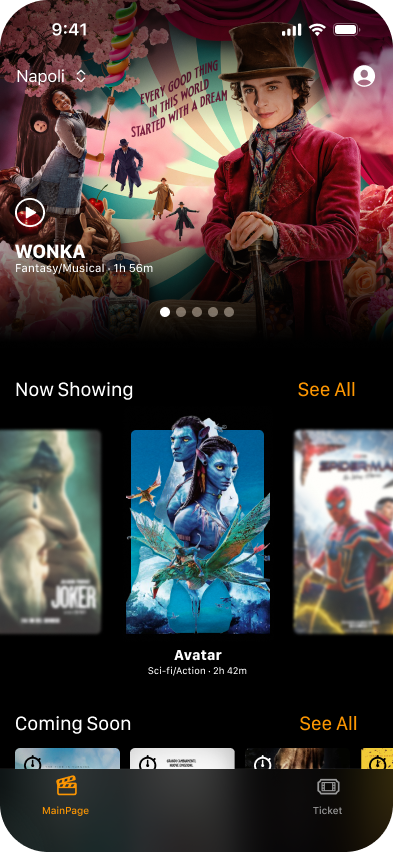 9:41
Napoli
EVERY GOOD THING
IN THIS WORLD
STARTED WITH A DREAM
WONKA
Fantasy/Musical · 1h 56m
Now Showing
See All
JOKER
SPIDER-MAN
Avatar
Sci-fi/Action · 2h 42m
Coming Soon
See All
MainPage
Ticket